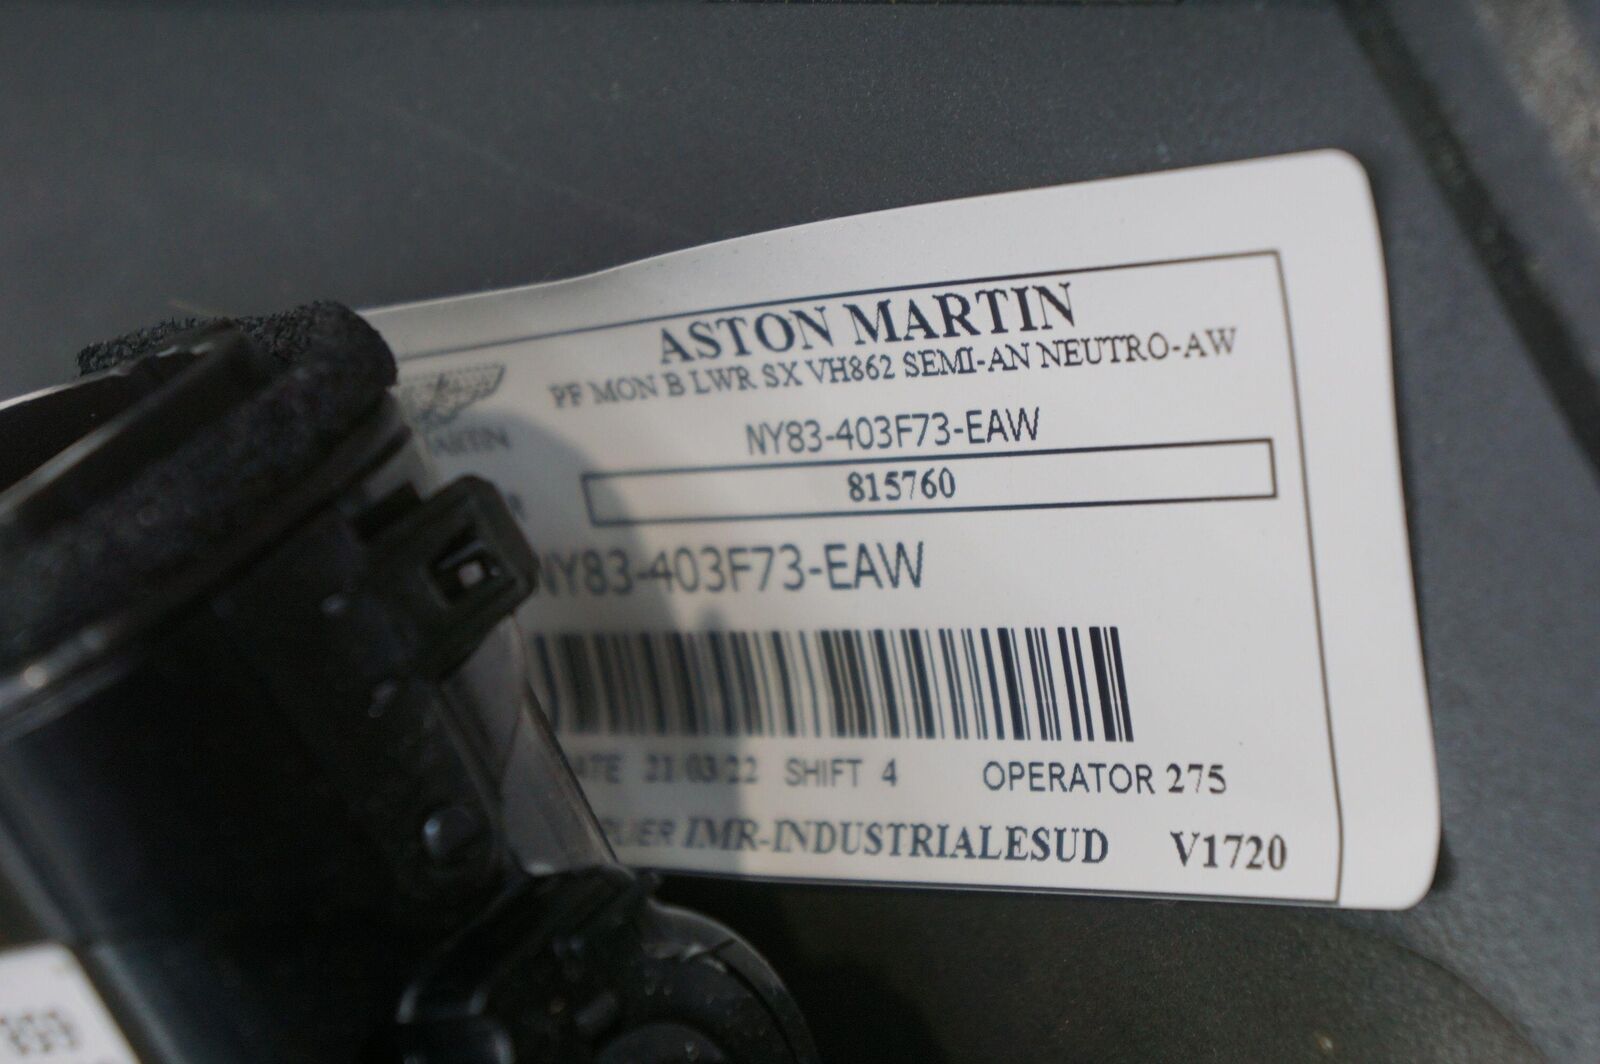 ASTON MARTIN
PF MON B LWR SX VH862 SEMI-AN NEUTRO-AW
NY83-403F73-EAW
815760
NY83-403F73-EAW
21/03/22 SHIFT 4 OPERATOR 275
IMR-INDUSTRIALESUD V1720